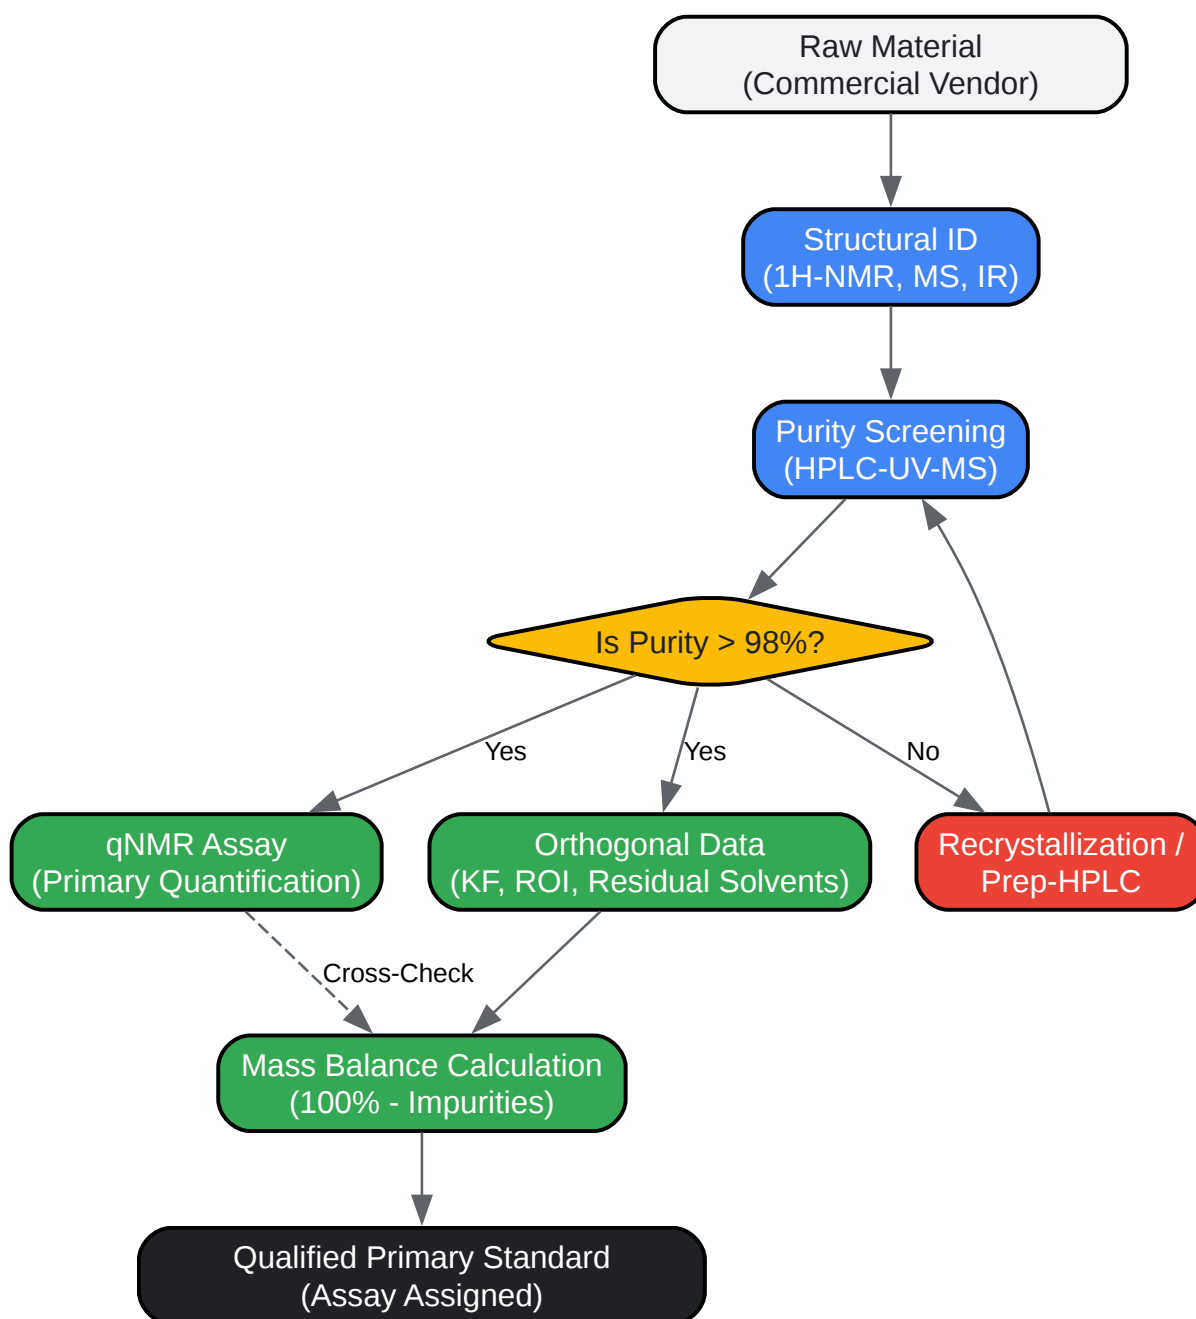 Raw Material
(Commercial Vendor)
Structural ID
(1H-NMR, MS, IR)
Purity Screening
(HPLC-UV-MS)
Is Purity > 98%?
Yes
Yes
No
qNMR Assay
(Primary Quantification)
Orthogonal Data
(KF, ROI, Residual Solvents)
Recrystallization /
Prep-HPLC
Cross-Check
Mass Balance Calculation
(100% - Impurities)
Qualified Primary Standard
(Assay Assigned)